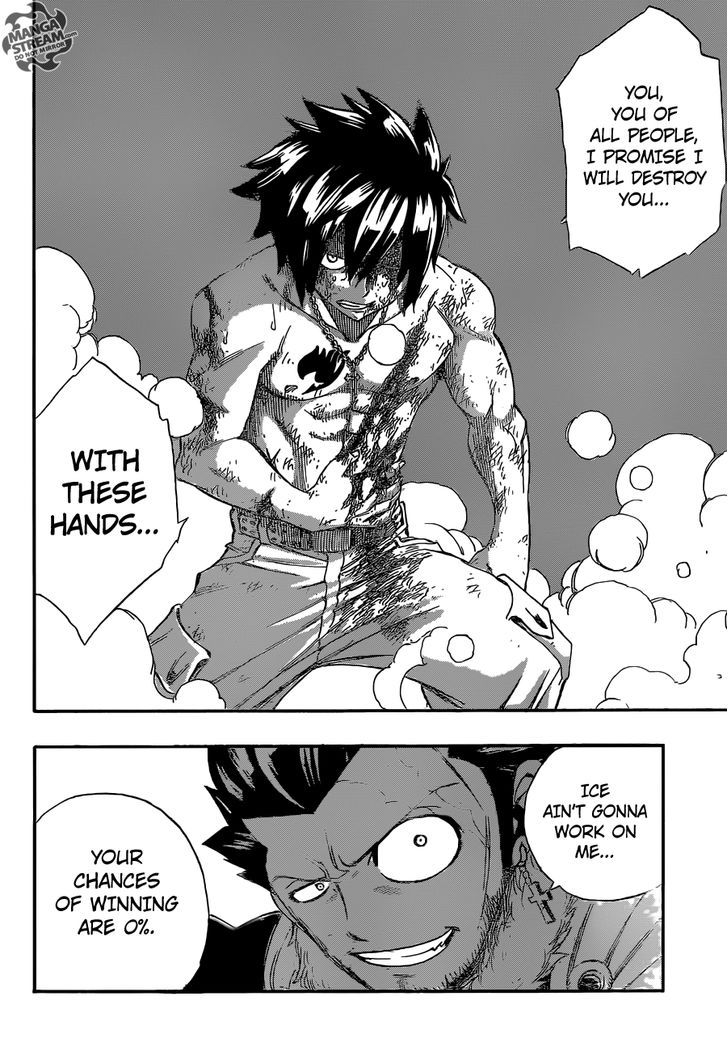 MANGA
STREAM.com
DO NOT MIRROR
YOU,
YOU OF
ALL PEOPLE,
I PROMISE I
WILL DESTROY
YOU...
WITH
THESE
HANDS...
ICE
AIN'T GONNA
WORK ON
ME...
YOUR
CHANCES
OF WINNING
ARE 0%.